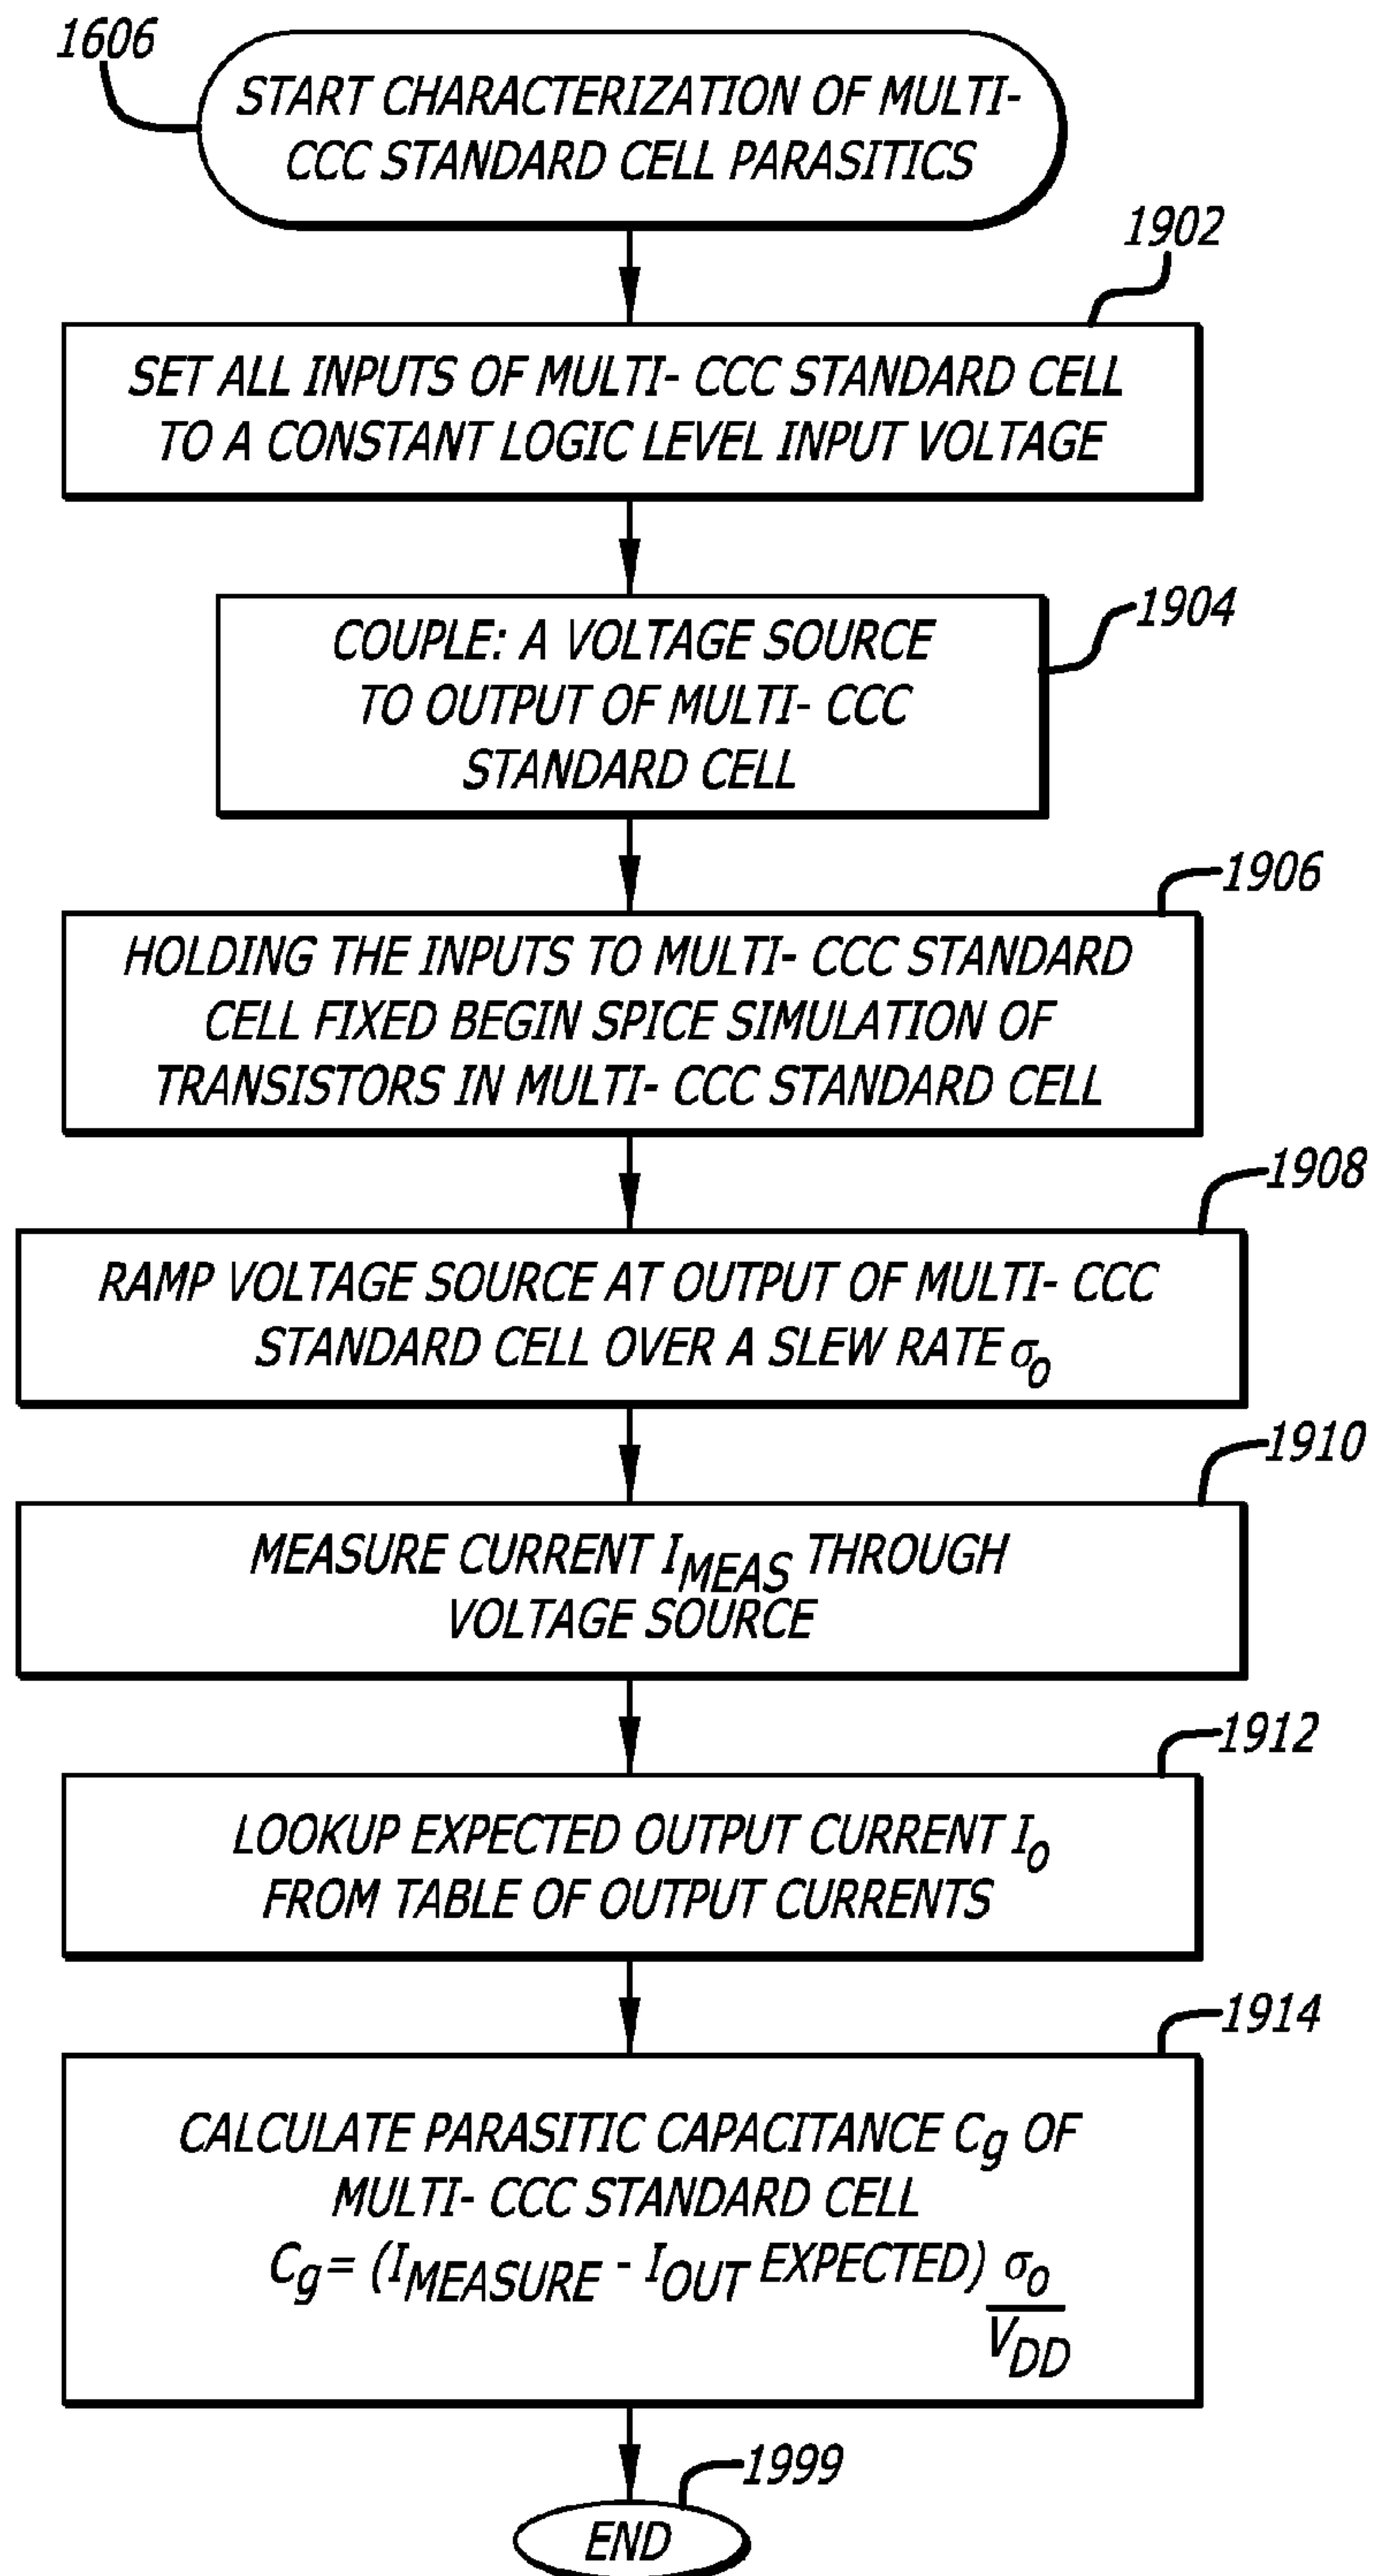 1606
START CHARACTERIZATION OF MULTI-
CCC STANDARD CELL PARASITICS
1902
SET ALL INPUTS OF MULTI- CCC STANDARD CELL
TO A CONSTANT LOGIC LEVEL INPUT VOLTAGE
1904
COUPLE: A VOLTAGE SOURCE
TO OUTPUT OF MULTI- CCC
STANDARD CELL
1906
HOLDING THE INPUTS TO MULTI- CCC STANDARD
CELL FIXED BEGIN SPICE SIMULATION OF
TRANSISTORS IN MULTI- CCC STANDARD CELL
1908
RAMP VOLTAGE SOURCE AT OUTPUT OF MULTI- CCC
STANDARD CELL OVER A SLEW RATE σO
1910
MEASURE CURRENT IMEAS THROUGH
VOLTAGE SOURCE
1912
LOOKUP EXPECTED OUTPUT CURRENT IO
FROM TABLE OF OUTPUT CURRENTS
1914
CALCULATE PARASITIC CAPACITANCE Cg OF
MULTI- CCC STANDARD CELL
Cg = (IMEASURE - IOUT EXPECTED) σO
VDD
1999
END